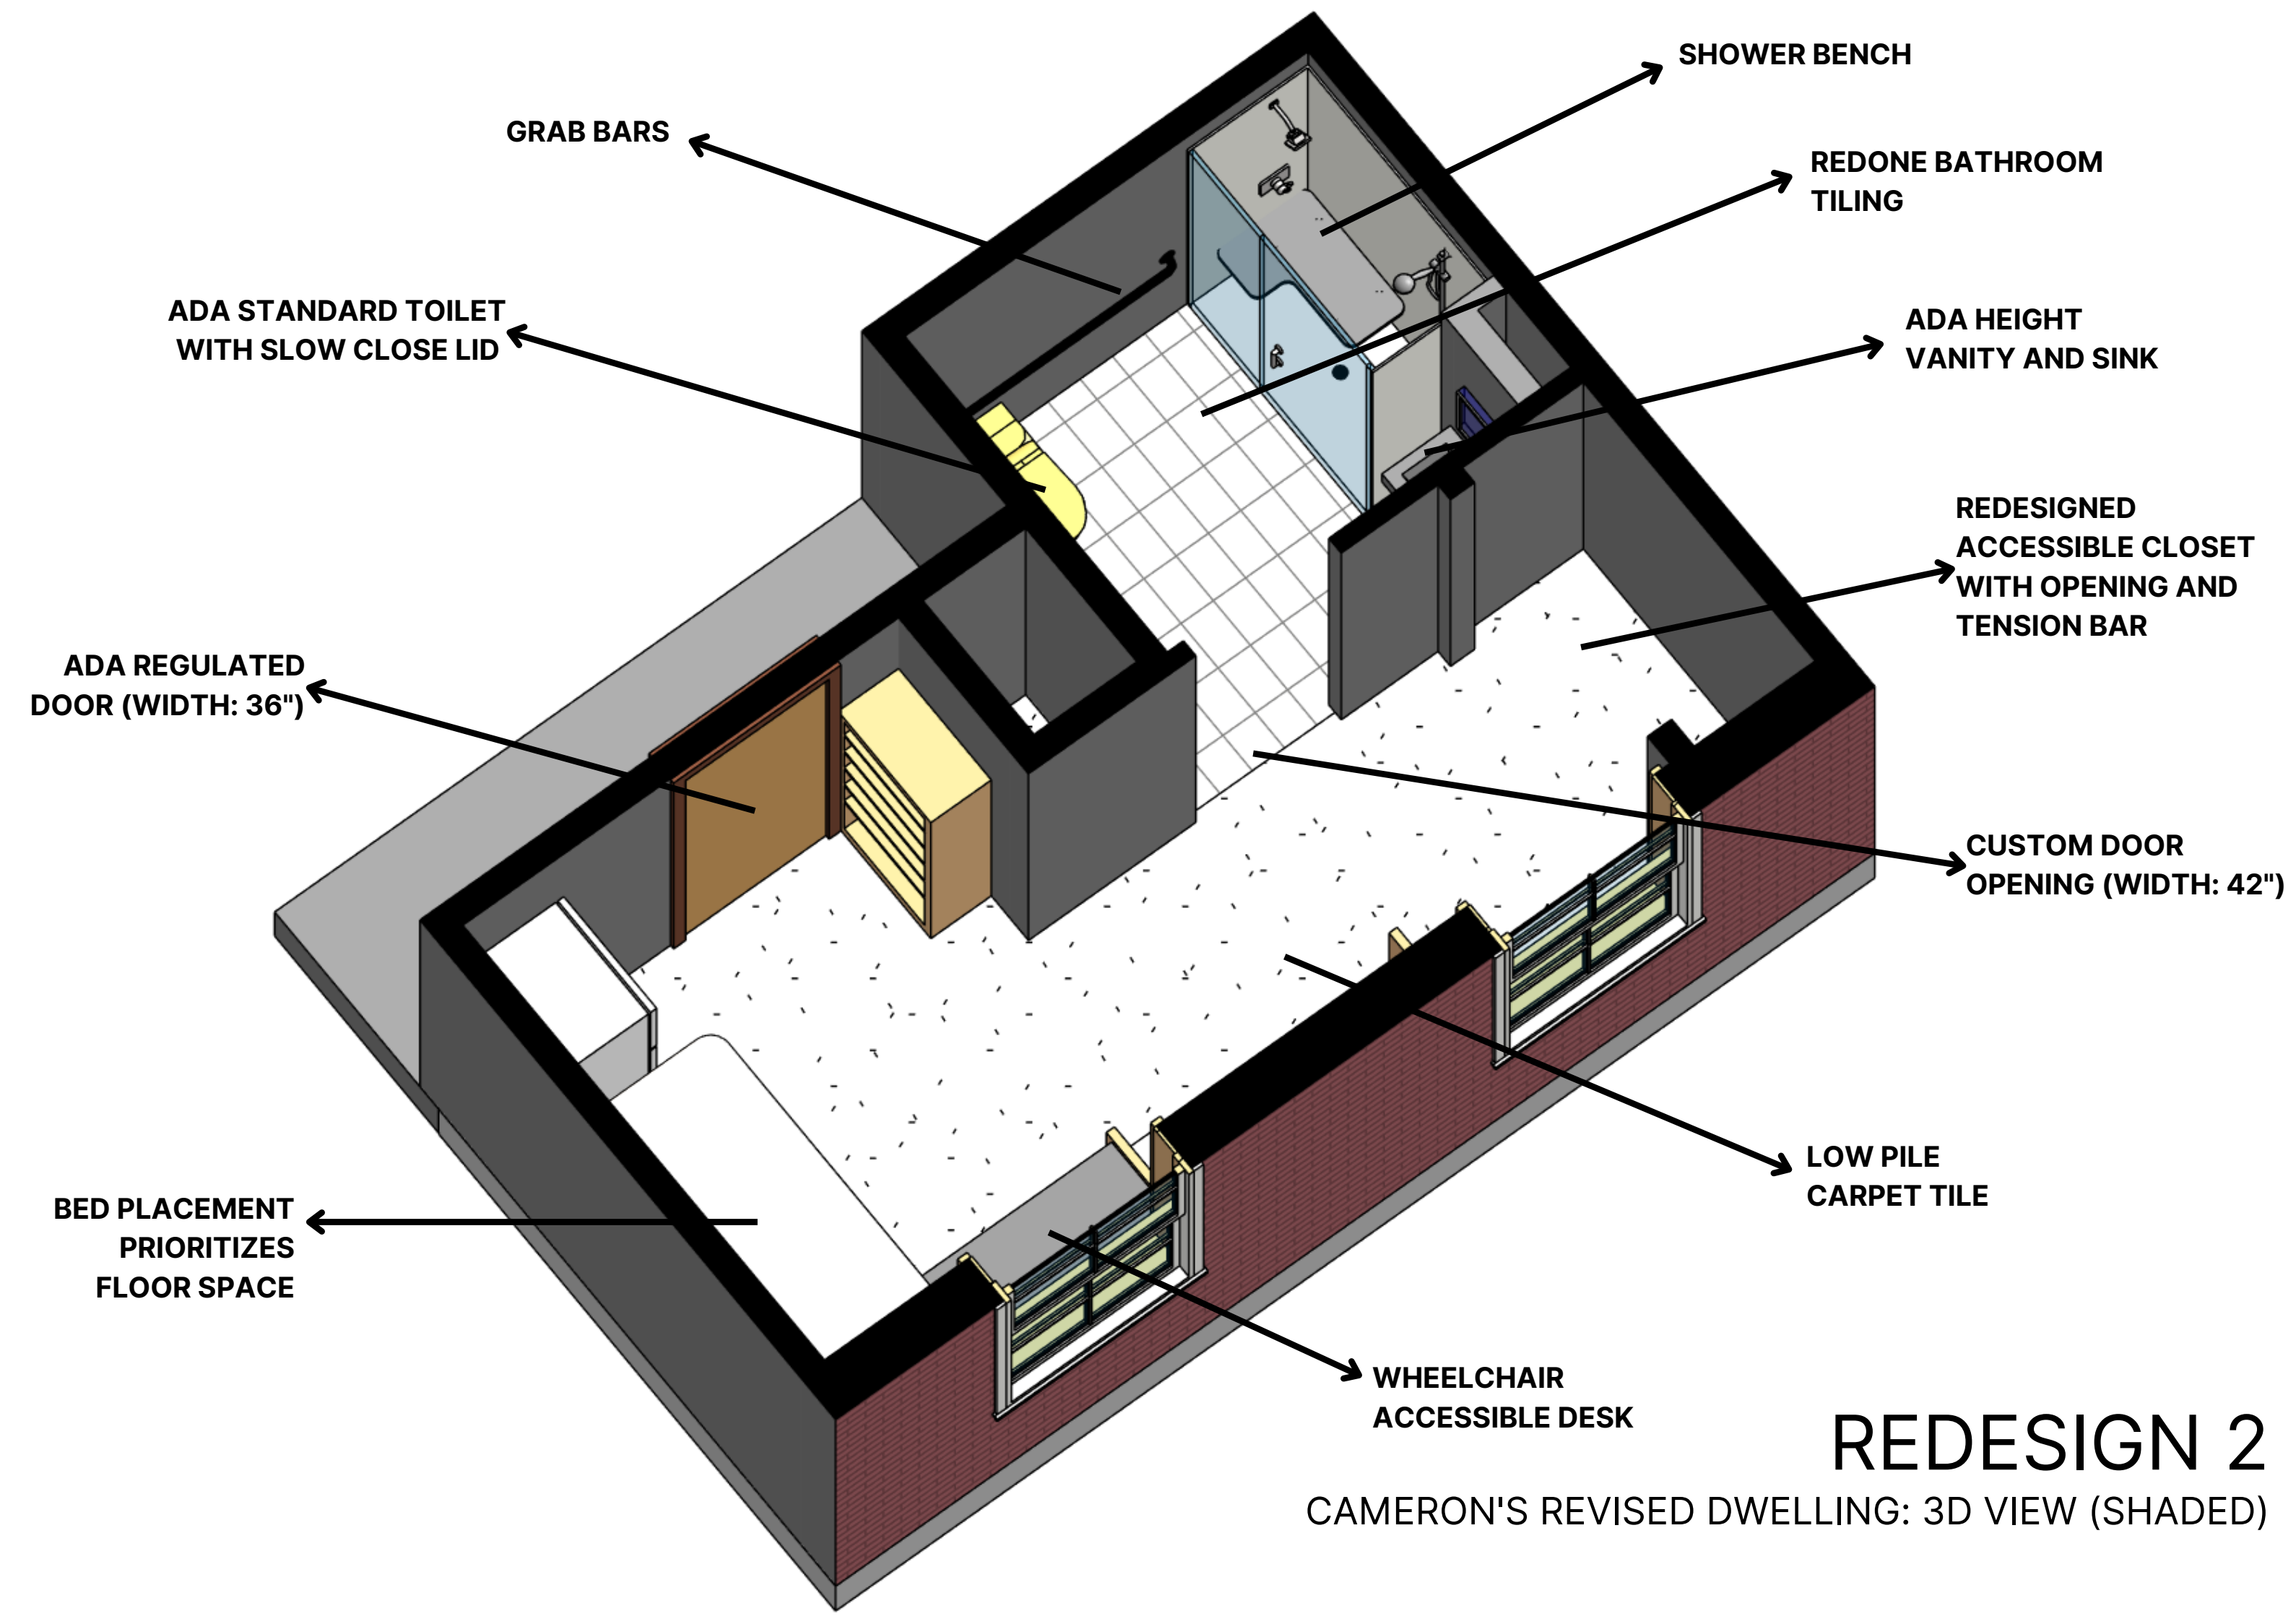 SHOWER BENCH
GRAB BARS
REDONE BATHROOM
TILING
ADA STANDARD TOILET
WITH SLOW CLOSE LID
ADA HEIGHT
VANITY AND SINK
REDESIGNED
ACCESSIBLE CLOSET
WITH OPENING AND
TENSION BAR
ADA REGULATED
DOOR (WIDTH: 36")
CUSTOM DOOR
OPENING (WIDTH: 42")
LOW PILE
CARPET TILE
BED PLACEMENT
PRIORITIZES
FLOOR SPACE
WHEELCHAIR
ACCESSIBLE DESK
REDESIGN 2
CAMERON'S REVISED DWELLING: 3D VIEW (SHADED)